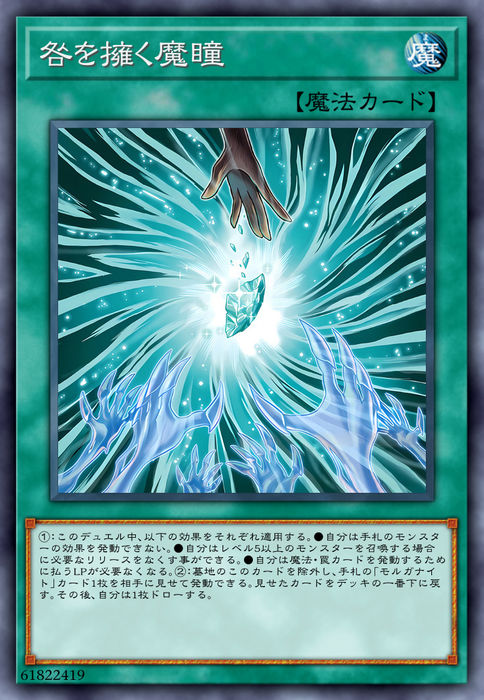 咎を擁く魔瞳
魔
【魔法カード】
①:このデュエル中、以下の効果をそれぞれ適用する。●自分は手札のモンスタ
ーの効果を発動できない。●自分はレベル5以上のモンスターを召喚する場合
に必要なリリースをなくす事ができる。●自分は魔法・罠カードを発動するため
に払うLPが必要なくなる。②:墓地のこのカードを除外し、手札の「モルガナイ
ト」カード1枚を相手に見せて発動できる。見せたカードをデッキの一番下に戻
す。その後、自分は1枚ドローする。
61822419